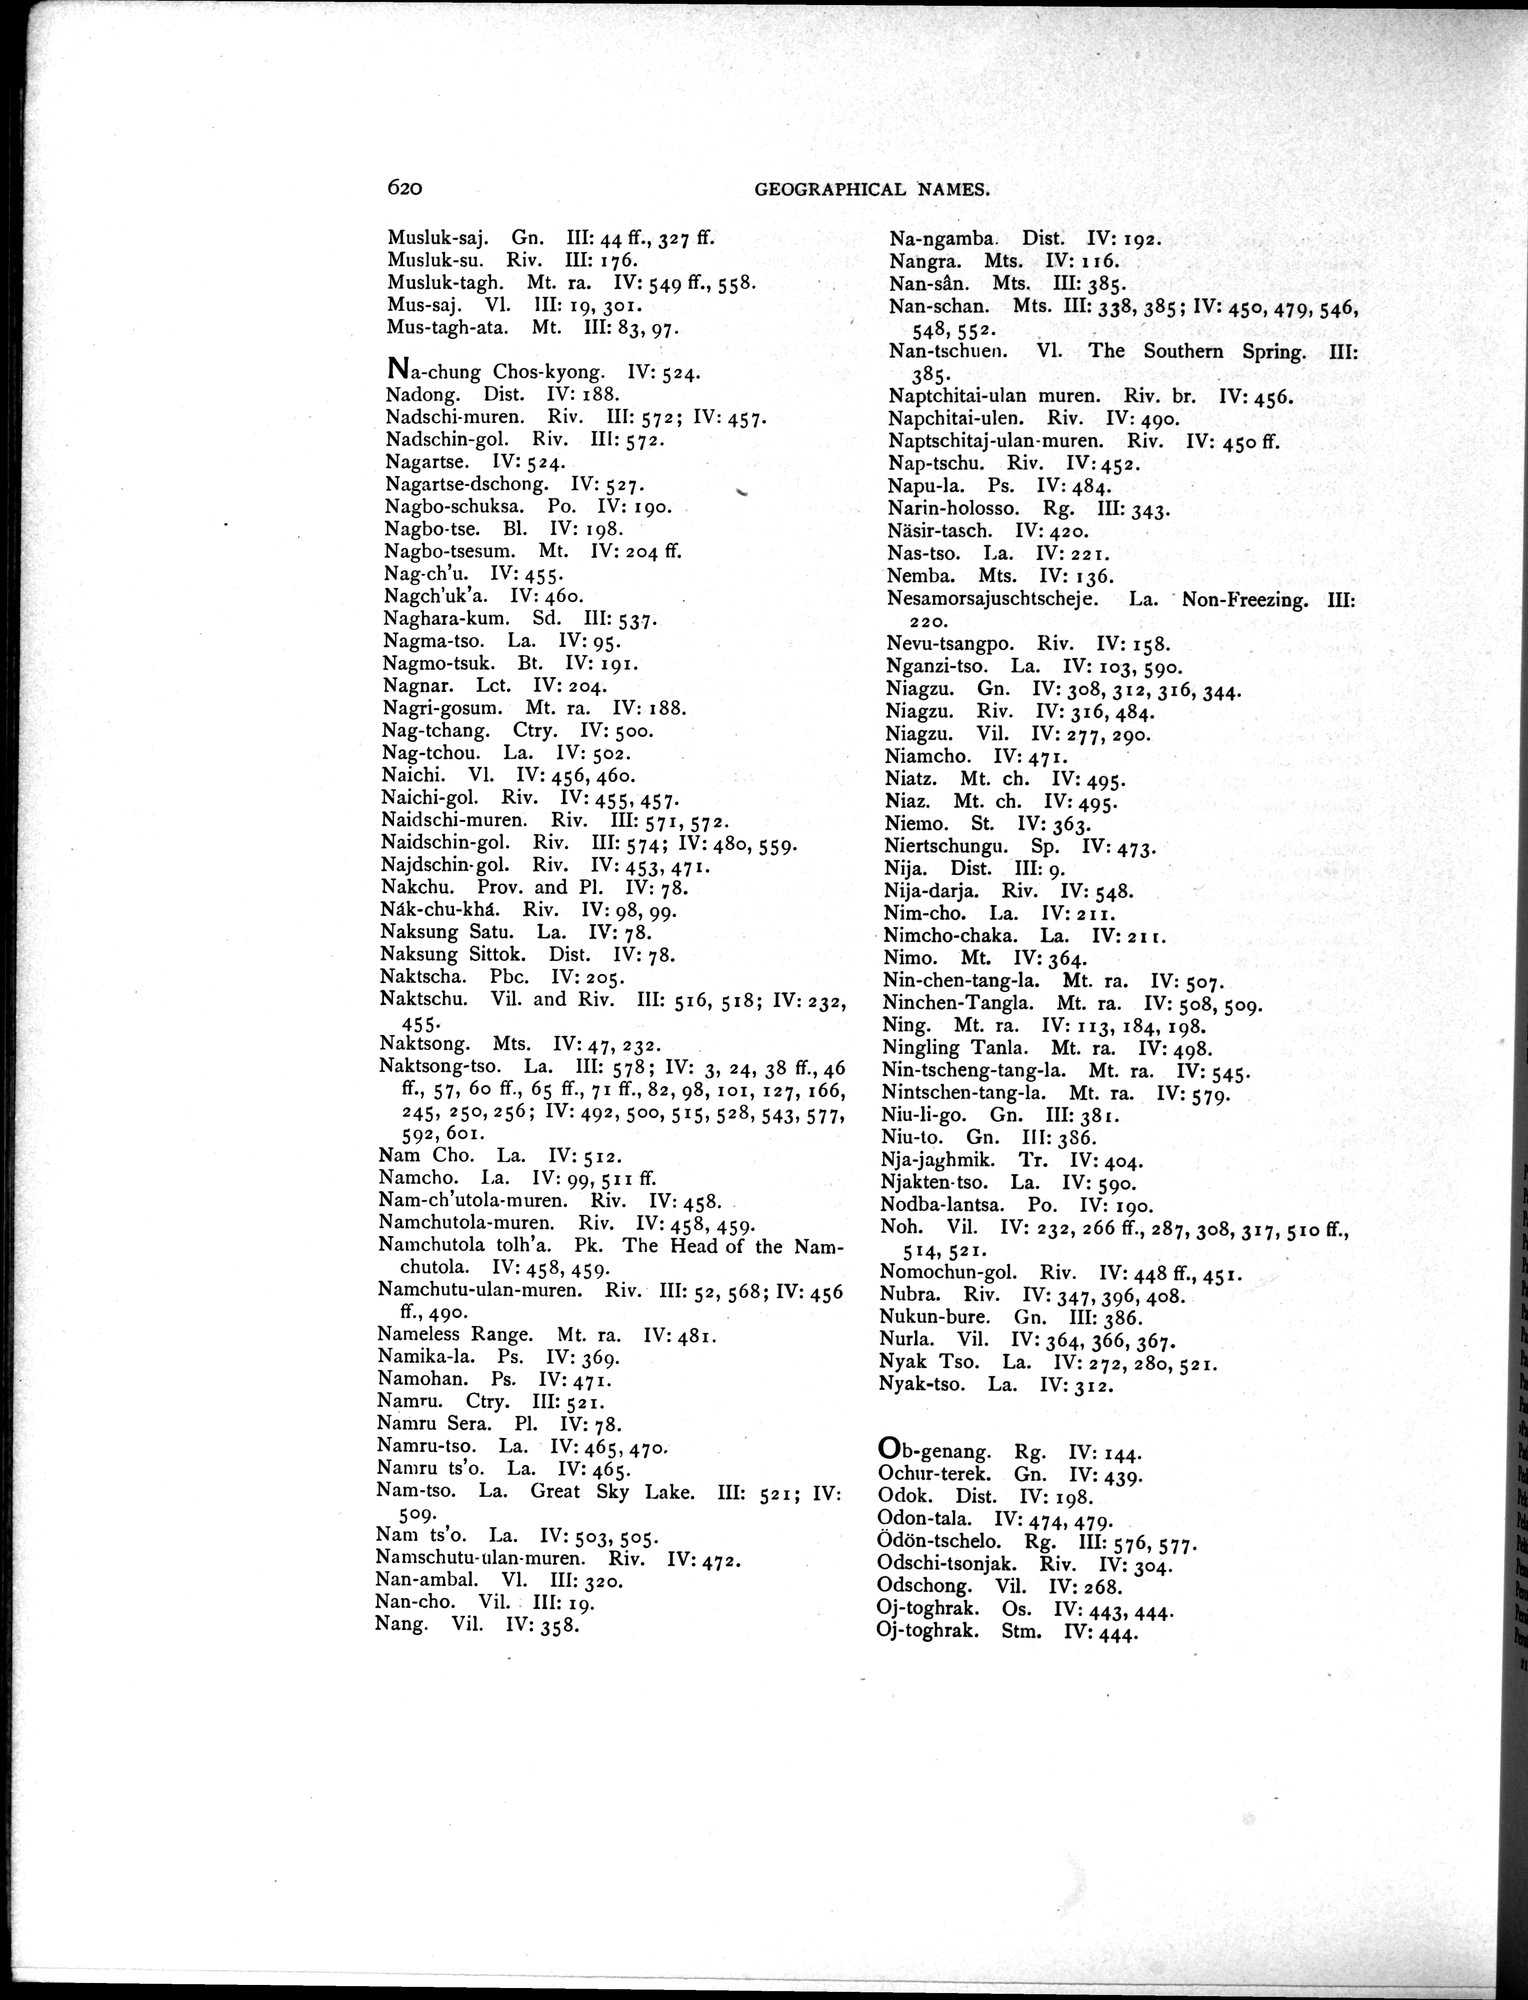 620
GEOGRAPHICAL NAMES.
Musluk-saj. Gn. III: 44 ff., 327 ff.
Musluk-su. Riv. III: 176.
Musluk-tagh. Mt. ra. IV: 549 ff., 558.
Mus-saj. Vl. III: 19, 301.
Mus-tagh-ata. Mt. III: 83, 97.
Na-chung Chos-kyong. IV: 524.
Nadong. Dist. IV: 188.
Nadschi-muren. Riv. III: 572; IV: 457.
Nadschin-gol. Riv. III: 572.
Nagartse. IV: 524.
Nagartse-dschong. IV: 527.
Nagbo-schuksa. Po. IV: 190.
Nagbo-tse. Bl. IV: 198.
Nagbo-tsesum. Mt. IV: 204 ff.
Nag-ch'u. IV: 455.
Nagch'uk'a. IV: 460.
Naghara-kum. Sd. III: 537.
Nagma-tso. La. IV: 95.
Nagmo-tsuk. Bt. IV: 191.
Nagnar. Lct. IV: 204.
Nagri-gosum. Mt. ra. IV: 188.
Nag-tchang. Ctry. IV: 500.
Nag-tchou. La. IV: 502.
Naichi. Vl. IV: 456, 460.
Naichi-gol. Riv. IV: 455, 457.
Naidschi-muren. Riv. III: 571, 572.
Naidschin-gol. Riv. III: 574; IV: 480, 559.
Najdschin-gol. Riv. IV: 453, 471.
Nakchu. Prov. and Pl. IV: 78.
Nák-chu-khá. Riv. IV: 98, 99.
Naksung Satu. La. IV: 78.
Naksung Sittok. Dist. IV: 78.
Naktscha. Pbc. IV: 205.
Naktschu. Vil. and Riv. III: 516, 518; IV: 232,
455.
Naktsong. Mts. IV: 47, 232.
Naktsong-tso. La. III: 578; IV: 3, 24, 38 ff., 46
ff., 57, 60 ff., 65 ff., 71 ff., 82, 98, 101, 127, 166,
245, 250, 256; IV: 492, 500, 515, 528, 543, 577,
592, 601.
Nam Cho. La. IV: 512.
Namcho. La. IV: 99, 511 ff.
Nam-ch'utola-muren. Riv. IV: 458.
Namchutola-muren. Riv. IV: 458, 459.
Namchutola tolh'a. Pk. The Head of the Nam-
chutola. IV: 458, 459.
Namchutu-ulan-muren. Riv. III: 52, 568; IV: 456
ff., 490.
Nameless Range. Mt. ra. IV: 481.
Namika-la. Ps. IV: 369.
Namohan. Ps. IV: 471.
Namru. Ctry. III: 521.
Namru Sera. Pl. IV: 78.
Namru-tso. La. IV: 465, 470.
Namru ts'o. La. IV: 465.
Nam-tso. La. Great Sky Lake. III: 521; IV:
509.
Nam ts'o. La. IV: 503, 505.
Namschutu-ulan-muren. Riv. IV: 472.
Nan-ambal. Vl. III: 320.
Nan-cho. Vil. III: 19.
Nang. Vil. IV: 358.
Na-ngamba. Dist. IV: 192.
Nangra. Mts. IV: 116.
Nan-sân. Mts. III: 385.
Nan-schan. Mts. III: 338, 385; IV: 450, 479, 546,
548, 552.
Nan-tschuen. Vl. The Southern Spring. III:
385.
Naptchitai-ulan muren. Riv. br. IV: 456.
Napchitai-ulen. Riv. IV: 490.
Naptschitaj-ulan-muren. Riv. IV: 450 ff.
Nap-tschu. Riv. IV: 452.
Napu-la. Ps. IV: 484.
Narin-holosso. Rg. III: 343.
Näsir-tasch. IV: 420.
Nas-tso. La. IV: 221.
Nemba. Mts. IV: 136.
Nesamorsajuschtscheje. La. Non-Freezing. III:
220.
Nevu-tsangpo. Riv. IV: 158.
Nganzi-tso. La. IV: 103, 590.
Niagzu. Gn. IV: 308, 312, 316, 344.
Niagzu. Riv. IV: 316, 484.
Niagzu. Vil. IV: 277, 290.
Niamcho. IV: 471.
Niatz. Mt. ch. IV: 495.
Niaz. Mt. ch. IV: 495.
Niemo. St. IV: 363.
Niertschungu. Sp. IV: 473.
Nija. Dist. III: 9.
Nija-darja. Riv. IV: 548.
Nim-cho. La. IV: 211.
Nimcho-chaka. La. IV: 211.
Nimo. Mt. IV: 364.
Nin-chen-tang-la. Mt. ra. IV: 507.
Ninchen-Tangla. Mt. ra. IV: 508, 509.
Ning. Mt. ra. IV: 113, 184, 198.
Ningling Tanla. Mt. ra. IV: 498.
Nin-tscheng-tang-la. Mt. ra. IV: 545.
Nintschen-tang-la. Mt. ra. IV: 579.
Niu-li-go. Gn. III: 381.
Niu-to. Gn. III: 386.
Nja-jaghmik. Tr. IV: 404.
Njakten-tso. La. IV: 590.
Nodba-lantsa. Po. IV: 190.
Noh. Vil. IV: 232, 266 ff., 287, 308, 317, 510 ff.,
514, 521.
Nomochun-gol. Riv. IV: 448 ff., 451.
Nubra. Riv. IV: 347, 396, 408.
Nukun-bure. Gn. III: 386.
Nurla. Vil. IV: 364, 366, 367.
Nyak Tso. La. IV: 272, 280, 521.
Nyak-tso. La. IV: 312.
Ob-genang. Rg. IV: 144.
Ochur-terek. Gn. IV: 439.
Odok. Dist. IV: 198.
Odon-tala. IV: 474, 479.
Ödön-tschelo. Rg. III: 576, 577.
Odschi-tsonjak. Riv. IV: 304.
Odschong. Vil. IV: 268.
Oj-toghrak. Os. IV: 443, 444.
Oj-toghrak. Stm. IV: 444.